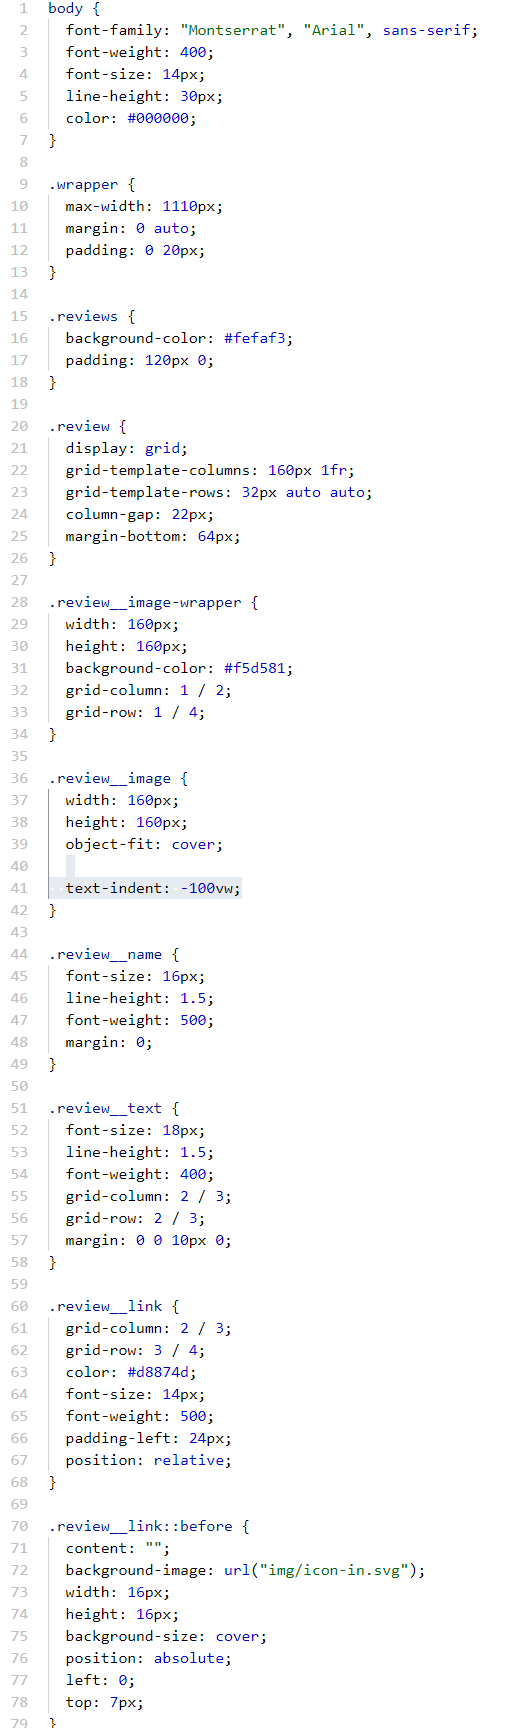 1 body {
2 font-family: "Montserrat", "Arial", sans-serif;
3 font-weight: 400;
4 font-size: 14px;
5 line-height: 30px;
6 color: #000000;
7 }
8
9 .wrapper {
10 max-width: 1110px;
11 margin: 0 auto;
12 padding: 0 20px;
13 }
14
15 .reviews {
16 background-color: #fefaf3;
17 padding: 120px 0;
18 }
19
20 .review {
21 display: grid;
22 grid-template-columns: 160px 1fr;
23 grid-template-rows: 32px auto auto;
24 column-gap: 22px;
25 margin-bottom: 64px;
26 }
27
28 .review__image-wrapper {
29 width: 160px;
30 height: 160px;
31 background-color: #f5d581;
32 grid-column: 1 / 2;
33 grid-row: 1 / 4;
34 }
35
36 .review__image {
37 width: 160px;
38 height: 160px;
39 object-fit: cover;
40
41 text-indent: -100vw;
42 }
43
44 .review__name {
45 font-size: 16px;
46 line-height: 1.5;
47 font-weight: 500;
48 margin: 0;
49 }
50
51 .review__text {
52 font-size: 18px;
53 line-height: 1.5;
54 font-weight: 400;
55 grid-column: 2 / 3;
56 grid-row: 2 / 3;
57 margin: 0 0 10px 0;
58 }
59
60 .review__link {
61 grid-column: 2 / 3;
62 grid-row: 3 / 4;
63 color: #d8874d;
64 font-size: 14px;
65 font-weight: 500;
66 padding-left: 24px;
67 position: relative;
68 }
69
70 .review__link::before {
71 content: "";
72 background-image: url("img/icon-in.svg");
73 width: 16px;
74 height: 16px;
75 background-size: cover;
76 position: absolute;
77 left: 0;
78 top: 7px;
79 }